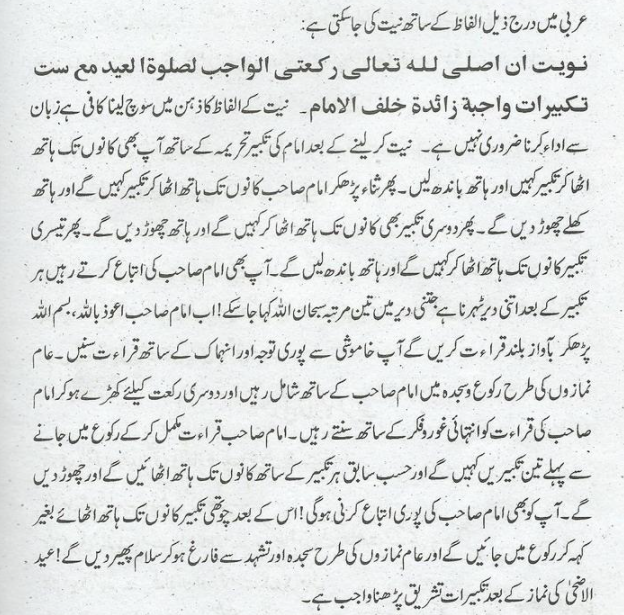 عربی میں درج ذیل الفاظ کے ساتھ نیت کی جاسکتی ہے:
نویت ان اصلی للہ تعالی رکعتی الواجب لصلوة العید مع ست
تکبیرات واجبة زائدة خلف الامام۔ نیت کے الفاظ کا ذہن میں سوچ لینا کافی ہے زبان
سے اداء کرنا ضروری نہیں ہے۔ نیت کر لینے کے بعد امام کی تکبیر تحریمہ کے ساتھ آپ بھی کانوں تک ہاتھ
اٹھا کر تکبیر کہیں اور ہاتھ باندھ لیں۔ پھر ثناء پڑھکر امام صاحب کانوں تک ہاتھ اٹھا کر تکبیر کہیں گے اور ہاتھ
کھلے چھوڑ دیں گے۔ پھر دوسری تکبیر بھی کانوں تک ہاتھ اٹھا کر کہیں گے اور ہاتھ چھوڑ دیں گے۔ پھر تیسری
تکبیر کانوں تک ہاتھ اٹھا کر کہیں گے اور ہاتھ باندھ لیں گے۔ آپ بھی امام صاحب کی اتباع کرتے رہیں ہر
تکبیر کے بعد اتنی دیر ٹہرنا ہے جتنی دیر میں تین مرتبہ سبحان اللہ کہا جا سکے! اب امام صاحب اعوذ باللہ، بسم اللہ
پڑھکر بآواز بلند قراءت کریں گے آپ خاموشی سے پوری توجہ اور انہماک کے ساتھ قراءت سنیں۔ عام
نمازوں کی طرح رکوع وسجدہ میں امام صاحب کے ساتھ شامل رہیں اور دوسری رکعت کیلئے کھڑے ہو کر امام
صاحب کی قراءت کو انتہائی غور و فکر کے ساتھ سنتے رہیں۔ امام صاحب قراءت مکمل کر کے رکوع میں جانے
سے پہلے تین تکبیریں کہیں گے اور حسب سابق ہر تکبیر کے ساتھ کانوں تک ہاتھ اٹھائیں گے اور چھوڑ دیں
گے۔ آپ کو بھی امام صاحب کی پوری اتباع کرنی ہوگی! اس کے بعد چوتھی تکبیر کانوں تک ہاتھ اٹھائے بغیر
کہہ کر رکوع میں جائیں گے اور عام نمازوں کی طرح سجدہ اور تشہد سے فارغ ہو کر سلام پھیر دیں گے! عید
الاضحیٰ کی نماز کے بعد تکبیرات تشریق پڑھنا واجب ہے۔